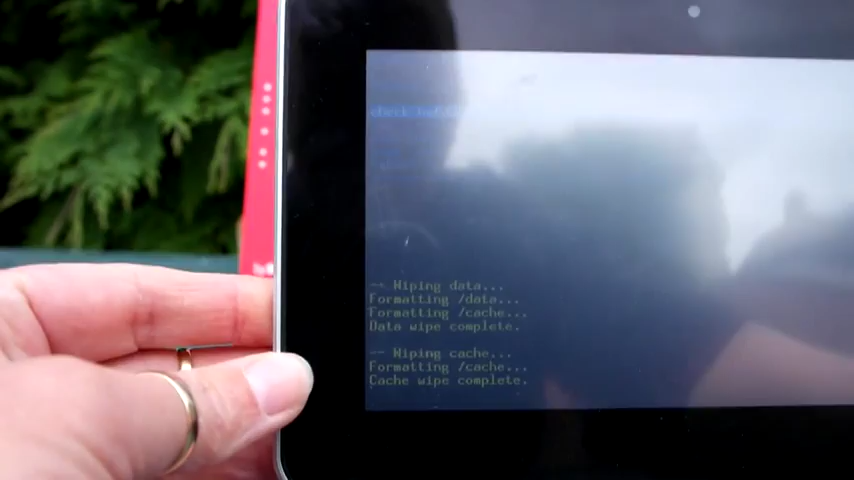 -- Wiping data...
Formatting /data...
Formatting /cache...
Data wipe complete.
-- Wiping cache...
Formatting /cache...
Cache wipe complete.